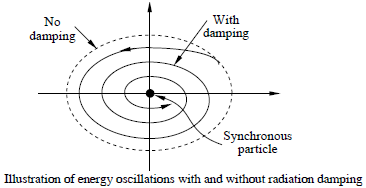 No
damping
With
damping
Synchronous
particle
Illustration of energy oscillations with and without radiation damping